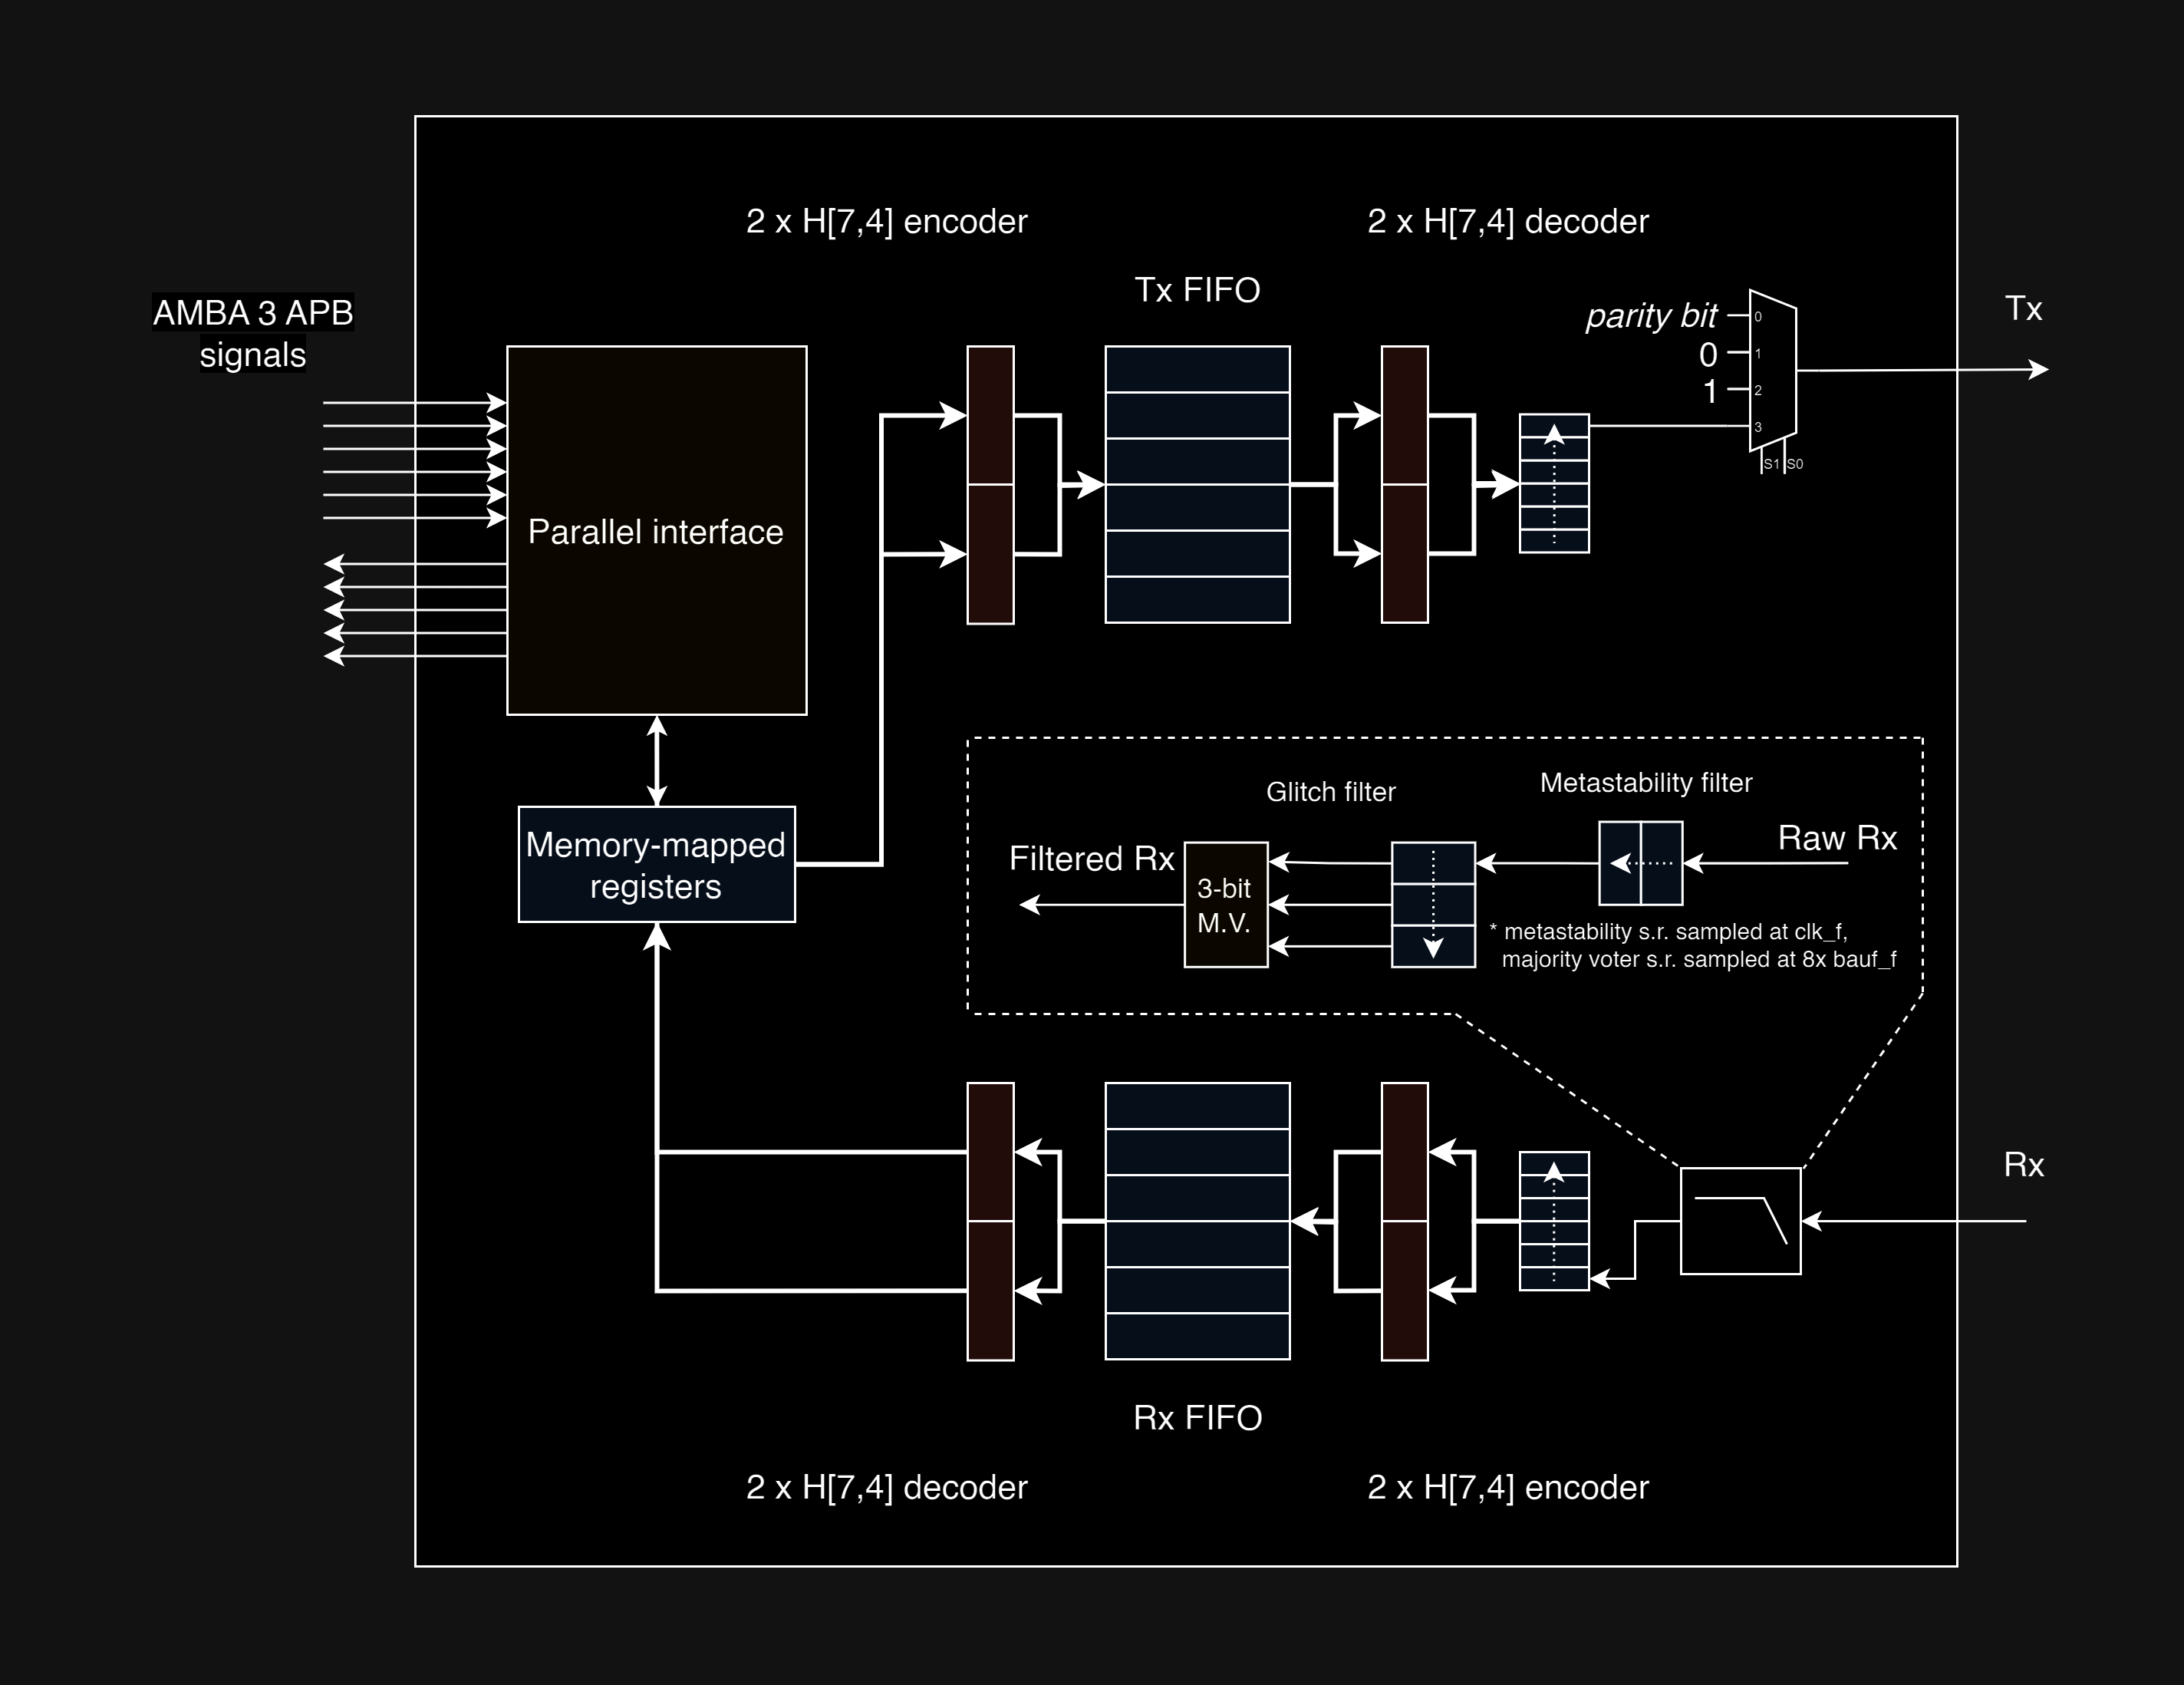 2 x H[7,4] encoder
2 x H[7,4] decoder
Tx FIFO
AMBA 3 APB
signals
parity bit
0
1
0
1
2
3
S1
S0
Tx
Parallel interface
Glitch filter
Metastability filter
Memory-mapped
registers
Filtered Rx
3-bit
M.V.
Raw Rx
* metastability s.r. sampled at clk_f,
majority voter s.r. sampled at 8x bauf_f
Rx
Rx FIFO
2 x H[7,4] decoder
2 x H[7,4] encoder